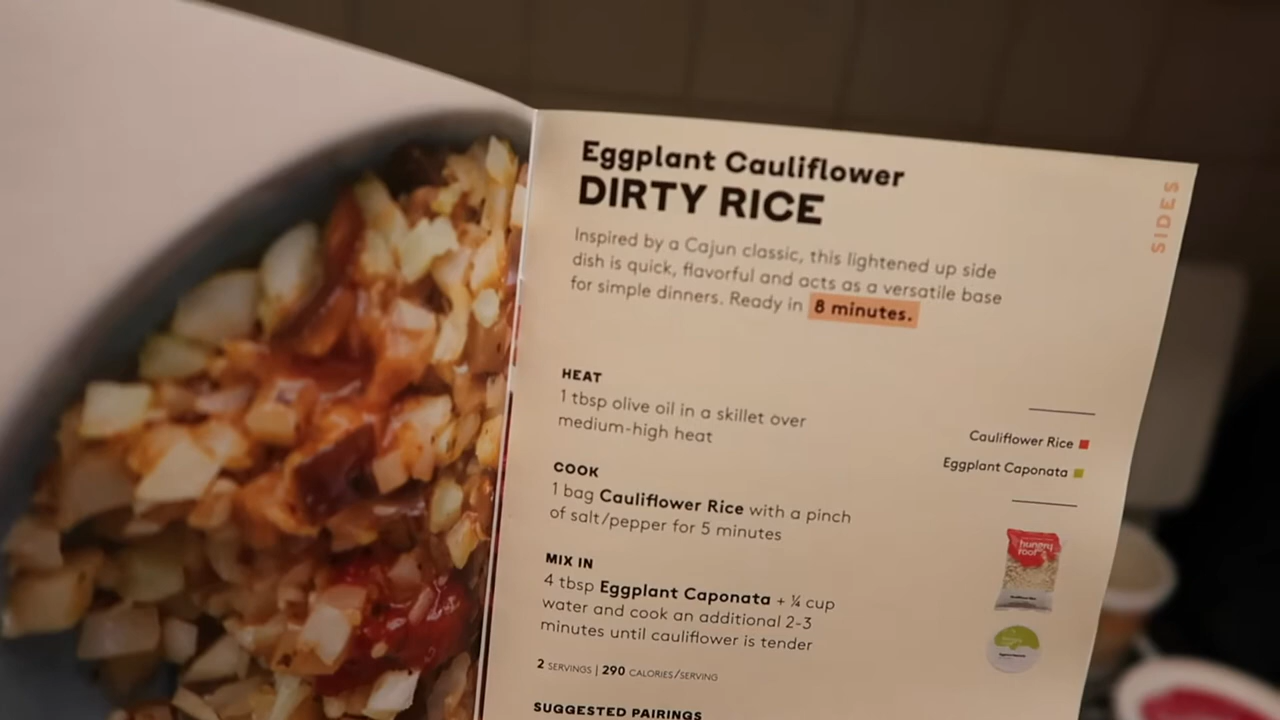 Eggplant Cauliflower
DIRTY RICE
SIDES
Inspired by a Cajun classic, this lightened up side
dish is quick, flavorful and acts as a versatile base
for simple dinners. Ready in 8 minutes.
HEAT
1 tbsp olive oil in a skillet over
medium-high heat
Cauliflower Rice
Eggplant Caponata
COOK
1 bag Cauliflower Rice with a pinch
of salt/pepper for 5 minutes
hungry
root
MIX IN
4 tbsp Eggplant Caponata + ¼ cup
water and cook an additional 2-3
minutes until cauliflower is tender
2 SERVINGS | 290 CALORIES/SERVING
SUGGESTED PAIRINGS